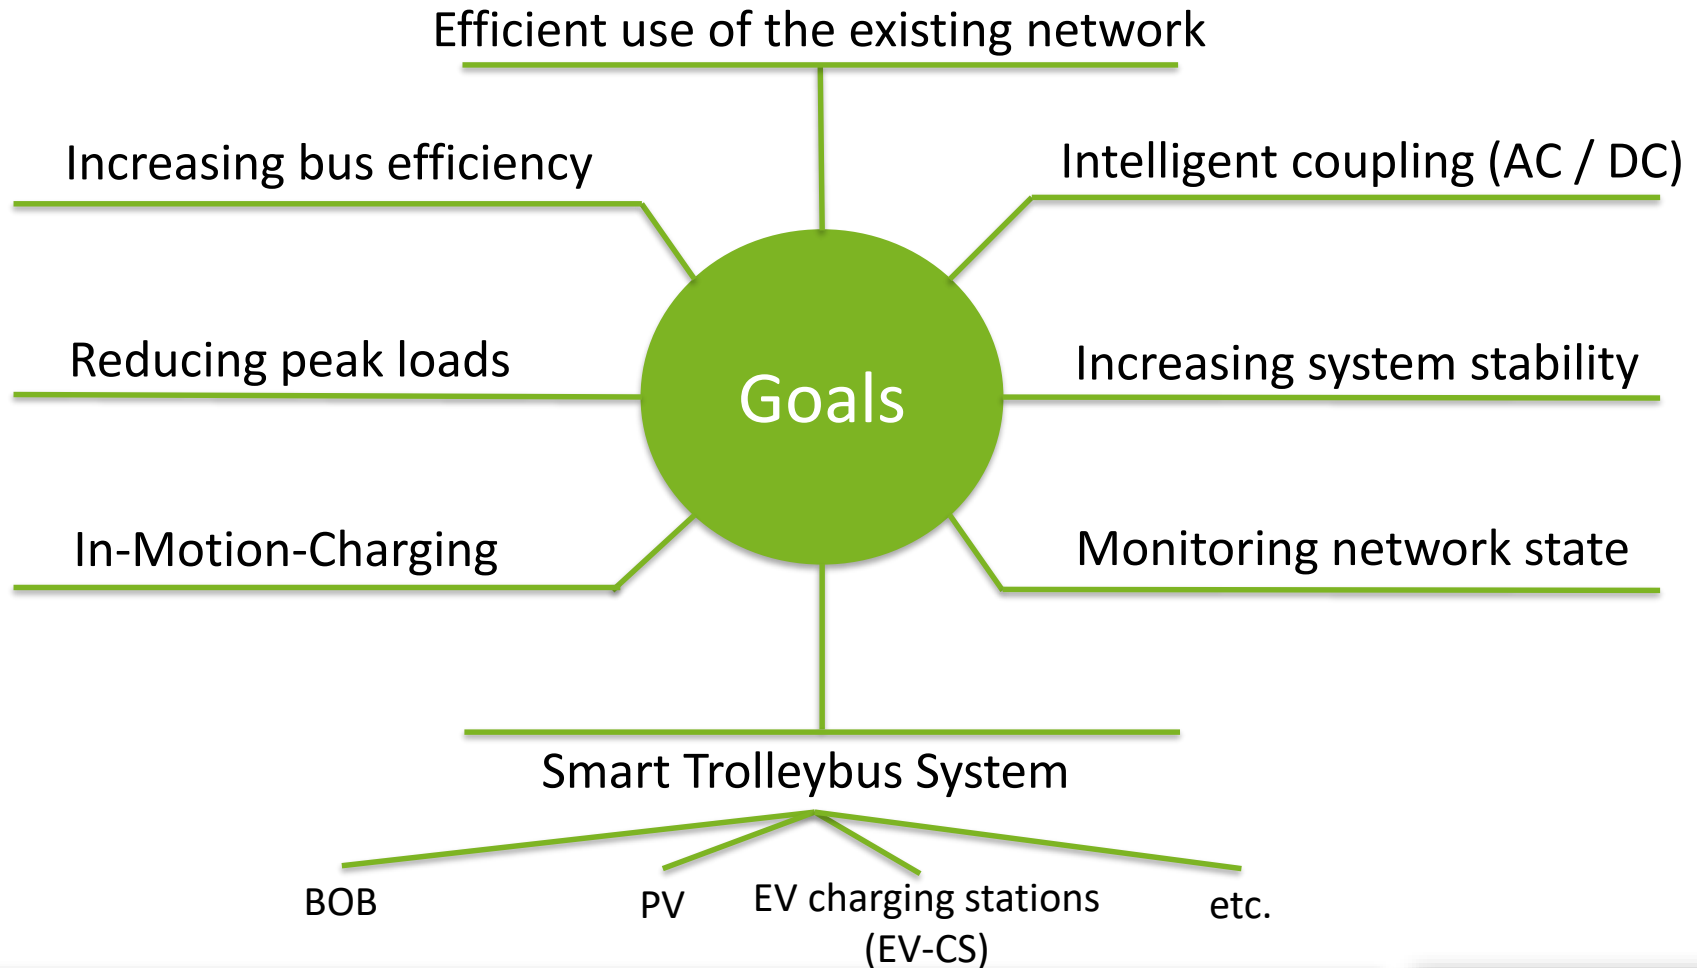 Efficient use of the existing network
Increasing bus efficiency
Intelligent coupling (AC / DC)
Reducing peak loads
Goals
Increasing system stability
In-Motion-Charging
Monitoring network state
Smart Trolleybus System
BOB
PV
EV charging stations
(EV-CS)
etc.